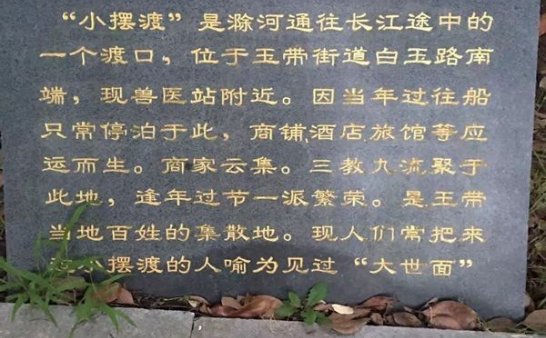 “小摆渡”是滁河通往长江途中的
一个渡口，位于玉带街道白玉路南
端，现兽医站附近。因当年过往船
只常停泊于此，商铺酒店旅馆等应
运而生。商家云集。三教九流聚于
此地，逢年过节一派繁荣。是玉带
当地百姓的集散地。现人们常把来
小摆渡的人喻为见过“大世面”